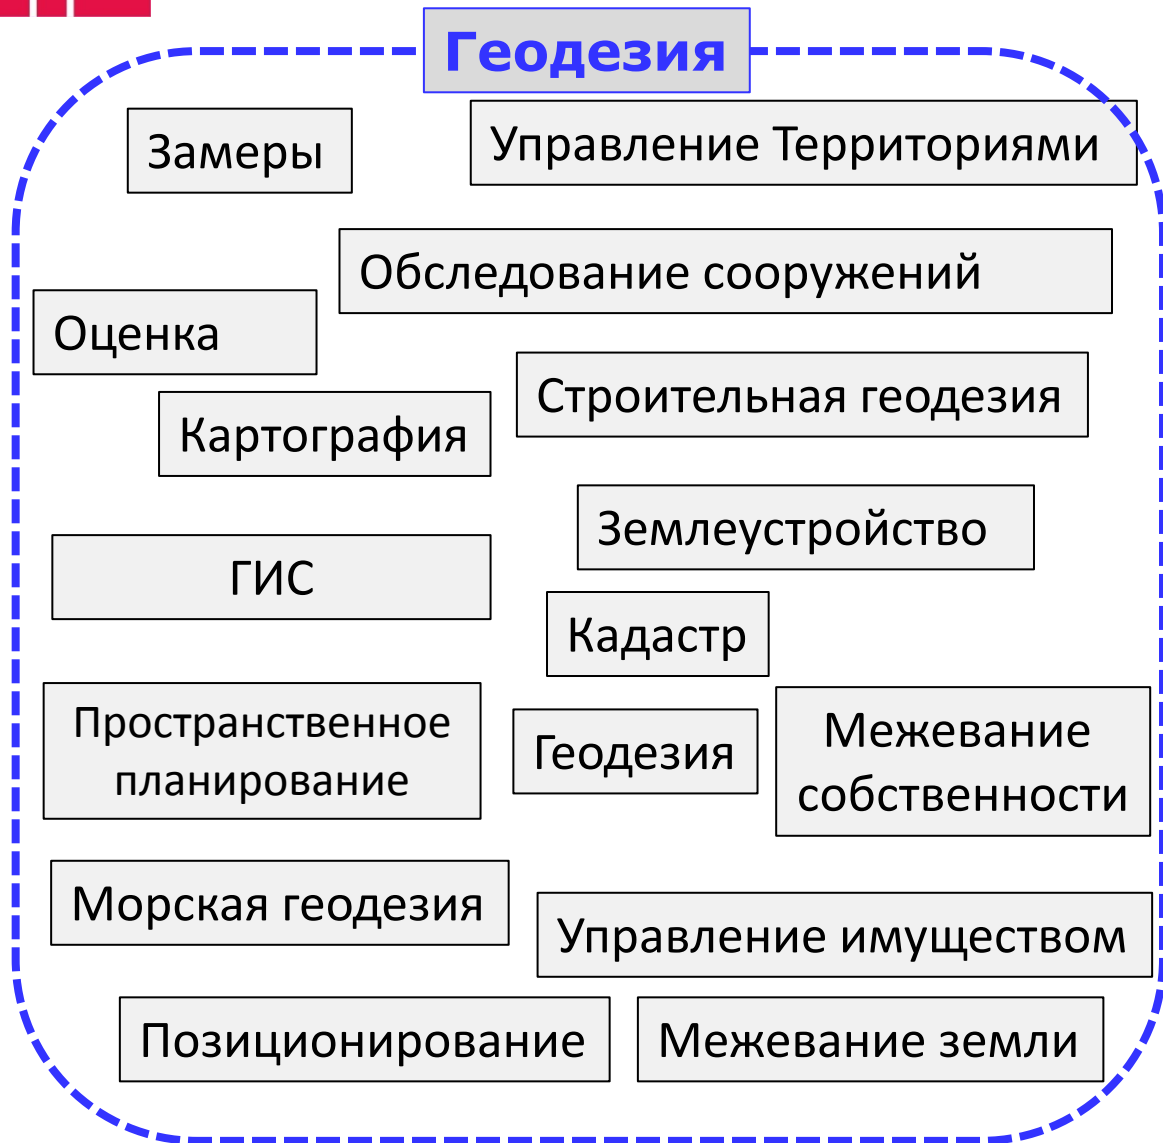 Геодезия
Замеры
Управление Территориями
Обследование сооружений
Оценка
Строительная геодезия
Картография
Землеустройство
ГИС
Кадастр
Пространственное
планирование
Геодезия
Межевание
собственности
Морская геодезия
Управление имуществом
Позиционирование
Межевание земли